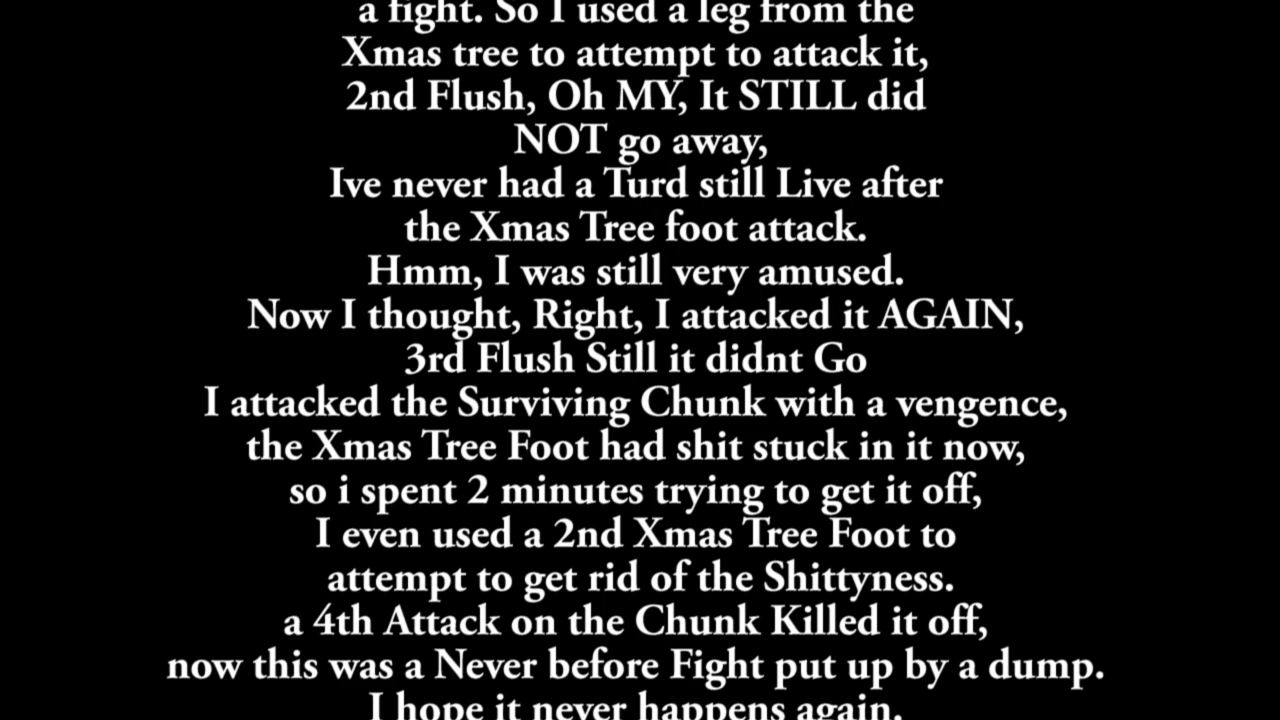 a fight. So I used a leg from the
Xmas tree to attempt to attack it,
2nd Flush, Oh MY, It STILL did
NOT go away,
Ive never had a Turd still Live after
the Xmas Tree foot attack.
Hmm, I was still very amused.
Now I thought, Right, I attacked it AGAIN,
3rd Flush Still it didnt Go
I attacked the Surviving Chunk with a vengence,
the Xmas Tree Foot had shit stuck in it now,
so i spent 2 minutes trying to get it off,
I even used a 2nd Xmas Tree Foot to
attempt to get rid of the Shittyness.
a 4th Attack on the Chunk Killed it off,
now this was a Never before Fight put up by a dump.
I hope it never happens again.